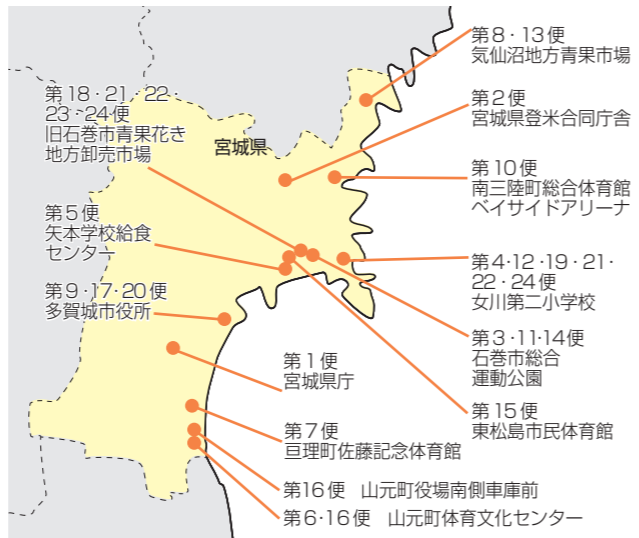 第18・21・22・
23・24便
旧石巻市青果花き
地方卸売市場
宮城県
第5便
矢本学校給食
センター
第9・17・20便
多賀城市役所
第8・13便
気仙沼地方青果市場
第2便
宮城県登米合同庁舎
第10便
南三陸町総合体育館
ベイサイドアリーナ
第4・12・19・21・
22・24便
女川第二小学校
第3・11・14便
石巻市総合
運動公園
第15便
東松島市民体育館
第1便
宮城県庁
第7便
亘理町佐藤記念体育館
第16便 山元町役場南側車庫前
第6・16便 山元町体育文化センター